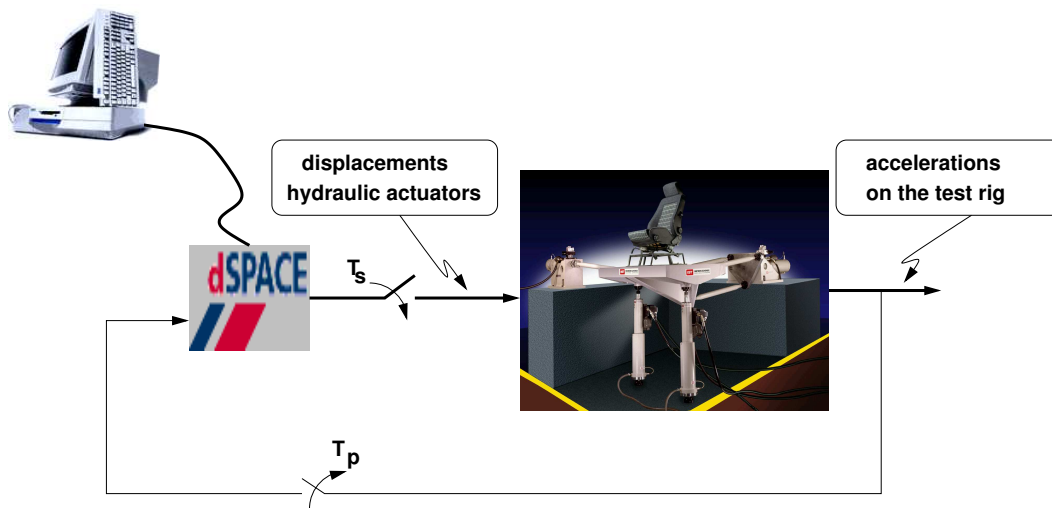 displacements
hydraulic actuators
accelerations
on the test rig
dSPACE
Ts
Tp